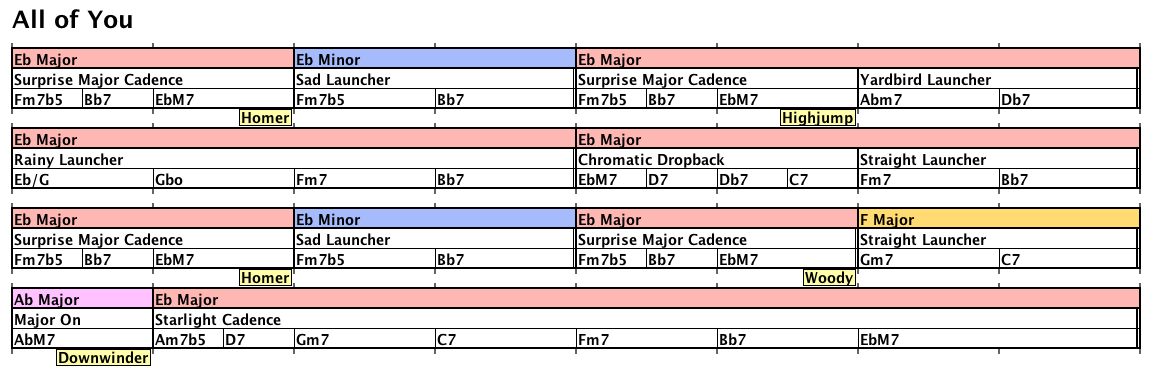 All of You
Eb Major Eb Minor Eb Major
Surprise Major Cadence Sad Launcher Surprise Major Cadence Yardbird Launcher
Fm7b5 Bb7 EbM7 Fm7b5 Bb7 Fm7b5 Bb7 EbM7 Abm7 Db7
Homer Highjump
Eb Major Eb Major
Rainy Launcher Chromatic Dropback Straight Launcher
Eb/G Gbo Fm7 Bb7 EbM7 D7 Db7 C7 Fm7 Bb7
Eb Major Eb Minor Eb Major F Major
Surprise Major Cadence Sad Launcher Surprise Major Cadence Straight Launcher
Fm7b5 Bb7 EbM7 Fm7b5 Bb7 Fm7b5 Bb7 EbM7 Gm7 C7
Homer Woody
Ab Major Eb Major
Major On Starlight Cadence
AbM7 Am7b5 D7 Gm7 C7 Fm7 Bb7 EbM7
Downwinder